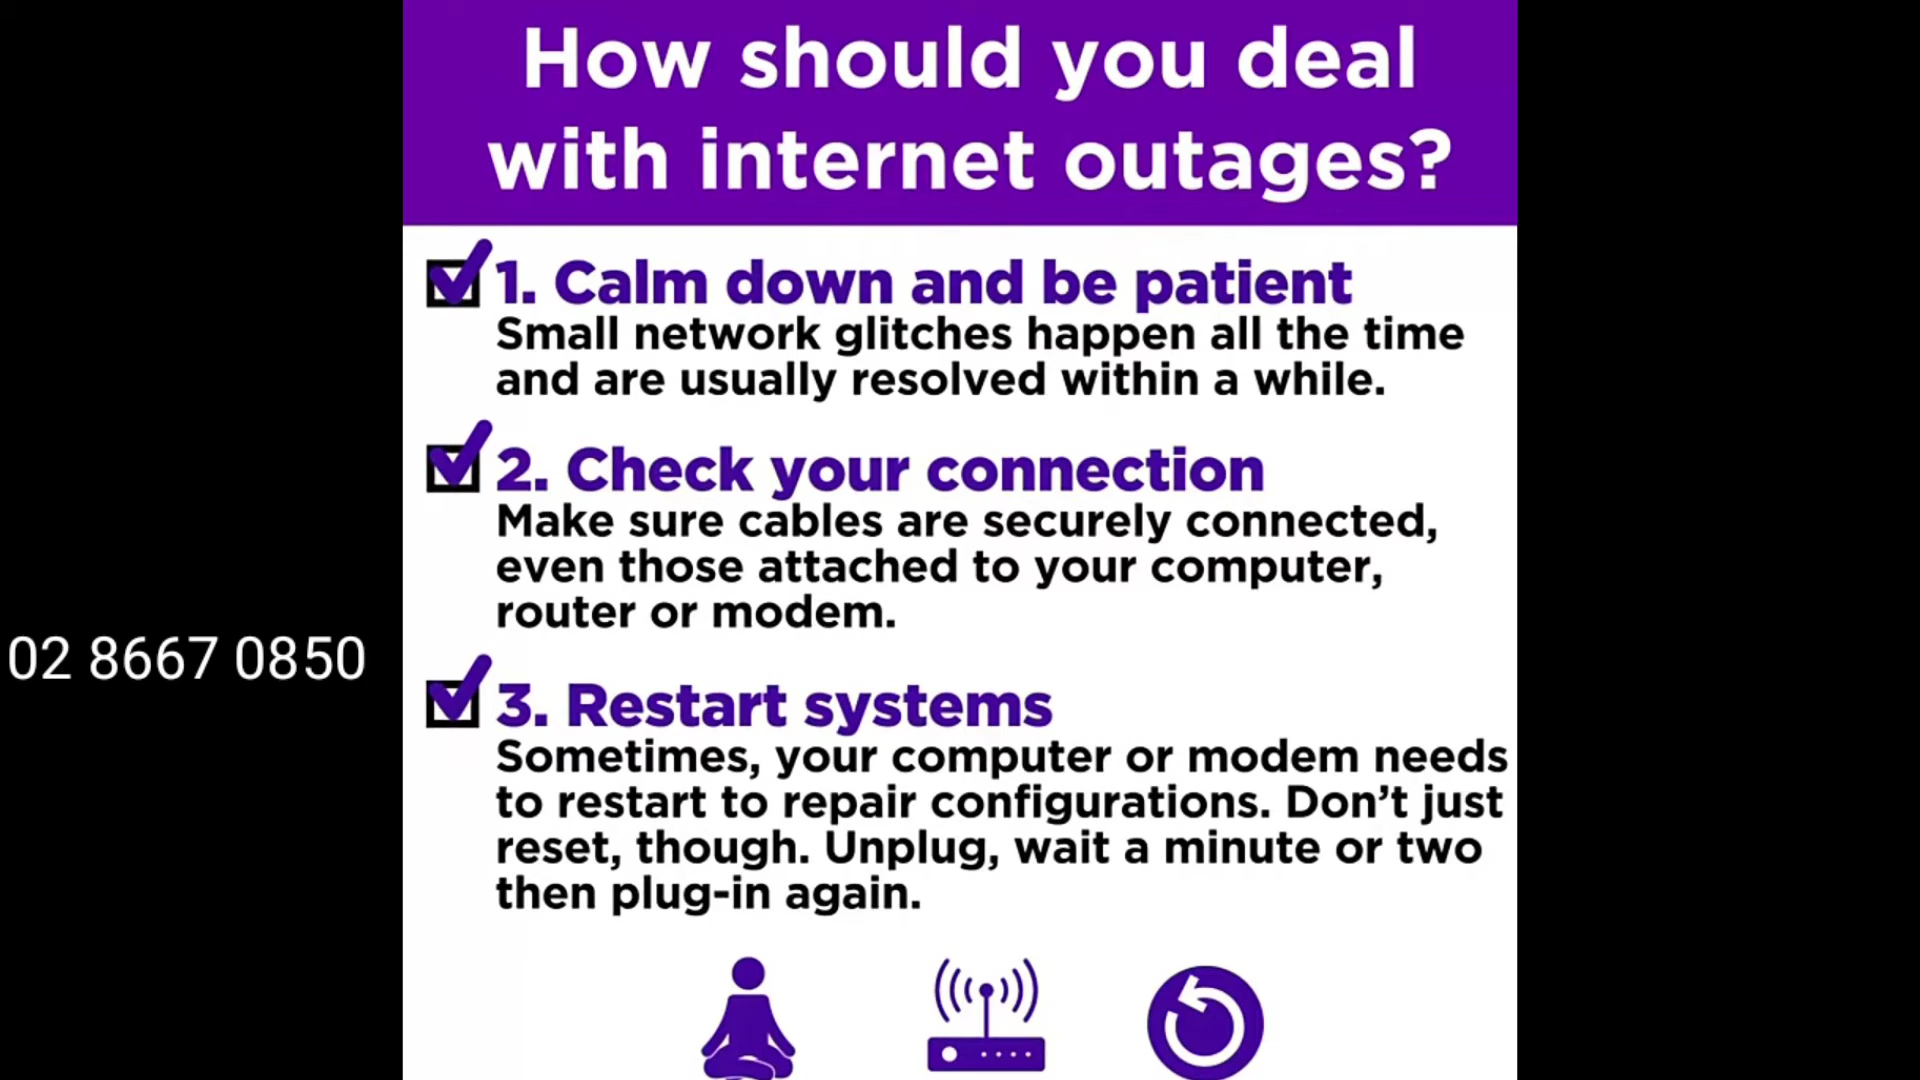 How should you deal
with internet outages?
1. Calm down and be patient
Small network glitches happen all the time
and are usually resolved within a while.
2. Check your connection
Make sure cables are securely connected,
even those attached to your computer,
router or modem.
02 8667 0850
3. Restart systems
Sometimes, your computer or modem needs
to restart to repair configurations. Don’t just
reset, though. Unplug, wait a minute or two
then plug-in again.